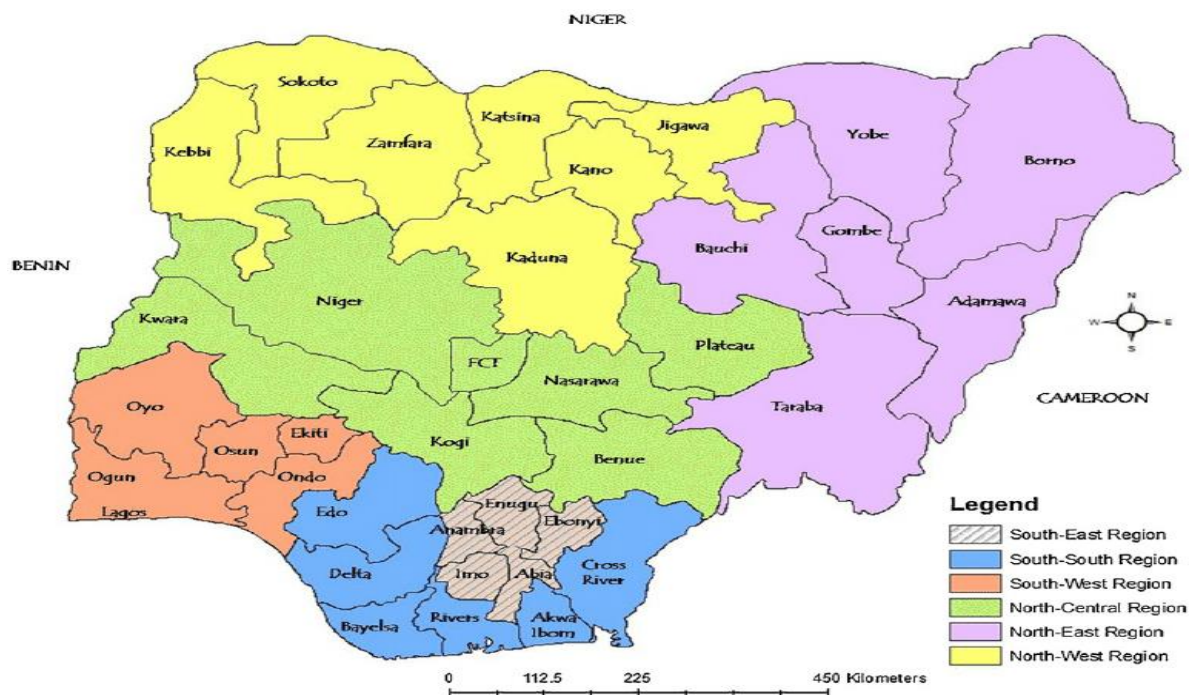 NIGER
Sokoto
Katsina
Jigawa
Yobe
Kebbi
Zamfara
Borno
Kano
Gombe
Bauchi
Kaduna
BENIN
Niger
Adamawa
N
W E
S
Kwara
FCT
Plateau
Nasarawa
CAMEROON
Oyo
Taraba
Ekiti
Kogi
Osun
Benue
Ogun
Ondo
Lagos
Edo
Enugu
Anambra
Ebonyi
Delta
Imo
Abia
Cross
River
Bayelsa
Rivers
Akwa
Ibom
Legend
South-East Region
South-South Region
South-West Region
North-Central Region
North-East Region
North-West Region
0 112.5 225 450 Kilometers